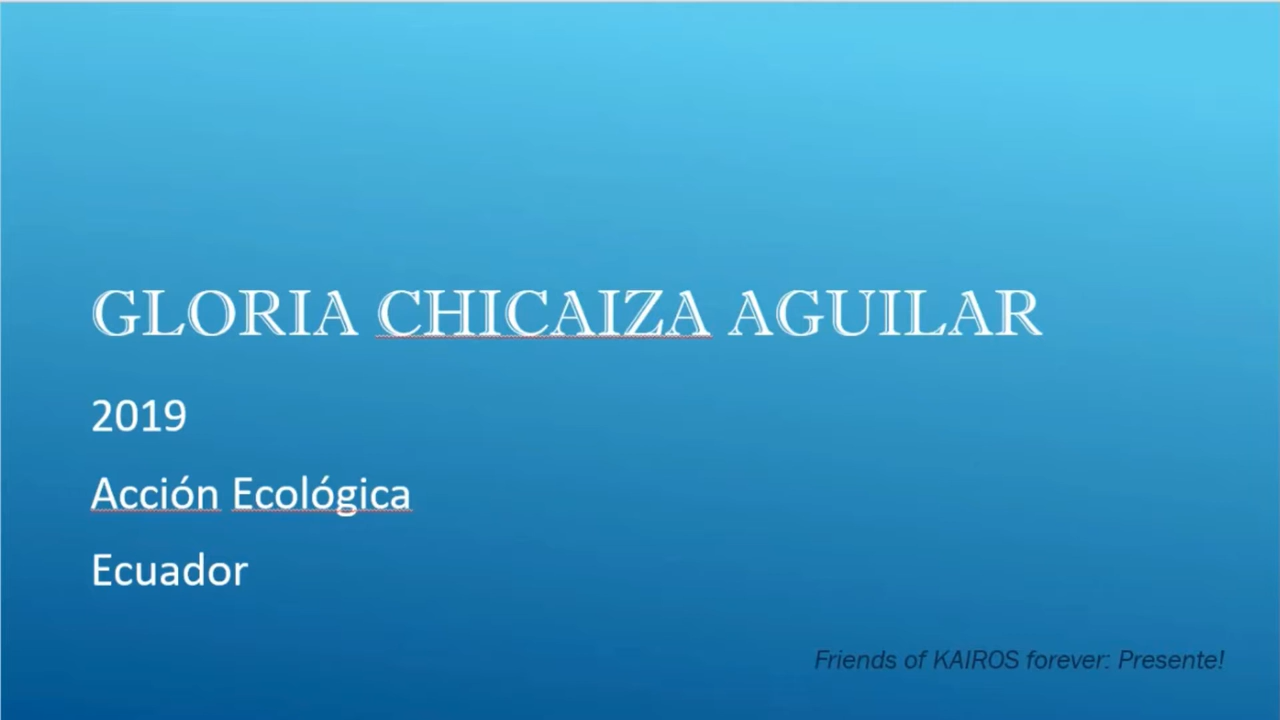 GLORIA CHICAIZA AGUILAR
2019
Acción Ecológica
Ecuador
Friends of KAIROS forever: Presente!